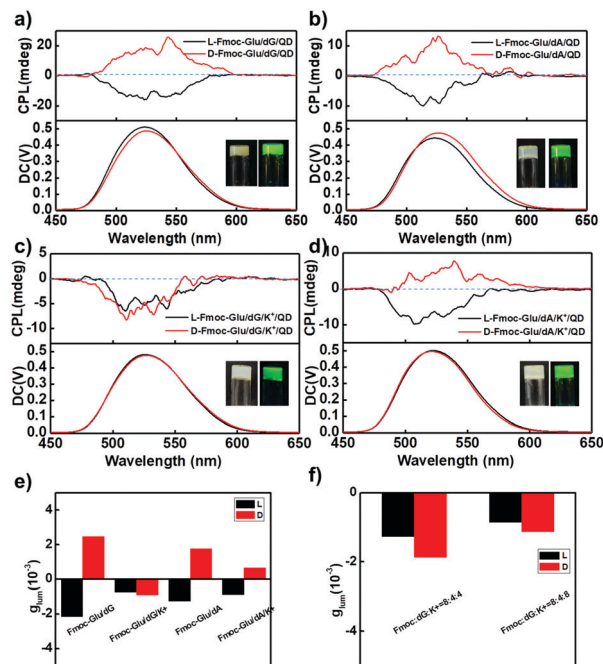 a)
CPL(mdeg)
20
0
-20
L-Fmoc-Glu/dG/QD
D-Fmoc-Glu/dG/QD
DC(V)
0.5
0.4
0.3
0.2
0.1
0.0
450 500 550 600 650
Wavelength (nm)
b)
CPL(mdeg)
10
0
-10
L-Fmoc-Glu/dA/QD
D-Fmoc-Glu/dA/QD
DC(V)
0.5
0.4
0.3
0.2
0.1
0.0
450 500 550 600 650
Wavelength (nm)
c)
CPL(mdeg)
5
0
-5
-10
L-Fmoc-Glu/dG/K⁺/QD
D-Fmoc-Glu/dG/K⁺/QD
DC(V)
0.5
0.4
0.3
0.2
0.1
0.0
450 500 550 600 650
Wavelength (nm)
d)
CPL(mdeg)
10
0
-10
L-Fmoc-Glu/dA/K⁺/QD
D-Fmoc-Glu/dA/K⁺/QD
DC(V)
0.5
0.4
0.3
0.2
0.1
0.0
450 500 550 600 650
Wavelength (nm)
e)
g_lum(10⁻³)
4
2
0
-2
-4
L
D
Fmoc-Glu/dG
Fmoc-Glu/dG/K+
Fmoc-Glu/dA
Fmoc-Glu/dA/K+
f)
g_lum(10⁻³)
0
-2
-4
L
D
Fmoc:dG:K+=8:4:4
Fmoc:dG:K+=8:4:8